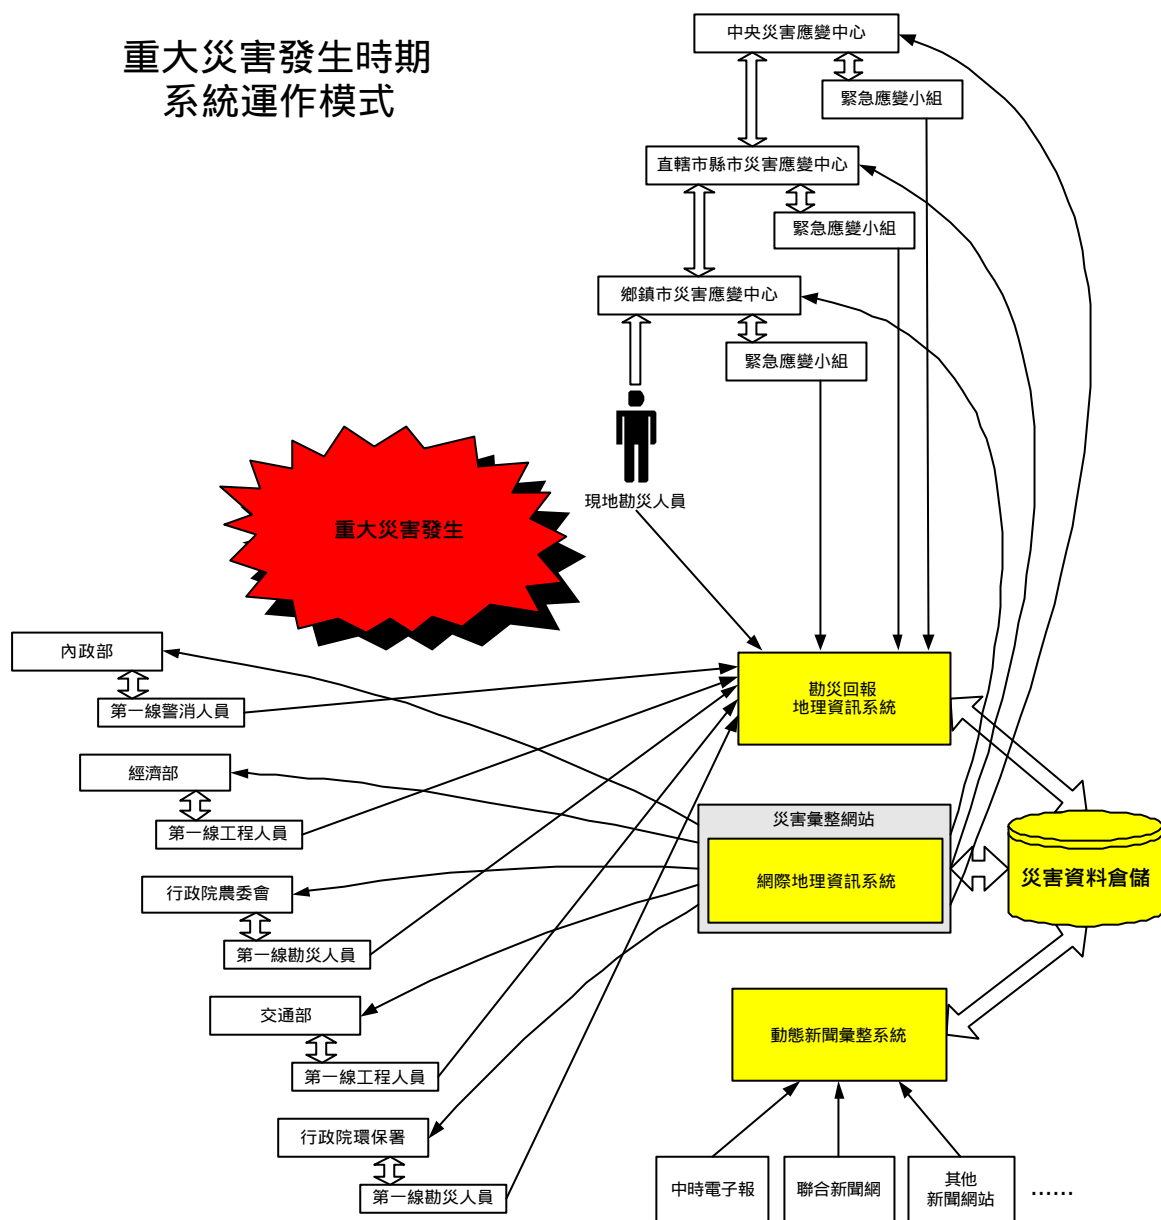 重大災害發生時期
系統運作模式
中央災害應變中心
緊急應變小組
直轄市縣市災害應變中心
緊急應變小組
鄉鎮市災害應變中心
緊急應變小組
現地勘災人員
重大災害發生
內政部
第一線警消人員
經濟部
第一線工程人員
行政院農委會
第一線勘災人員
交通部
第一線工程人員
行政院環保署
第一線勘災人員
勘災回報
地理資訊系統
災害彙整網站
網際地理資訊系統
災害資料倉儲
動態新聞彙整系統
中時電子報
聯合新聞網
其他
新聞網站
......